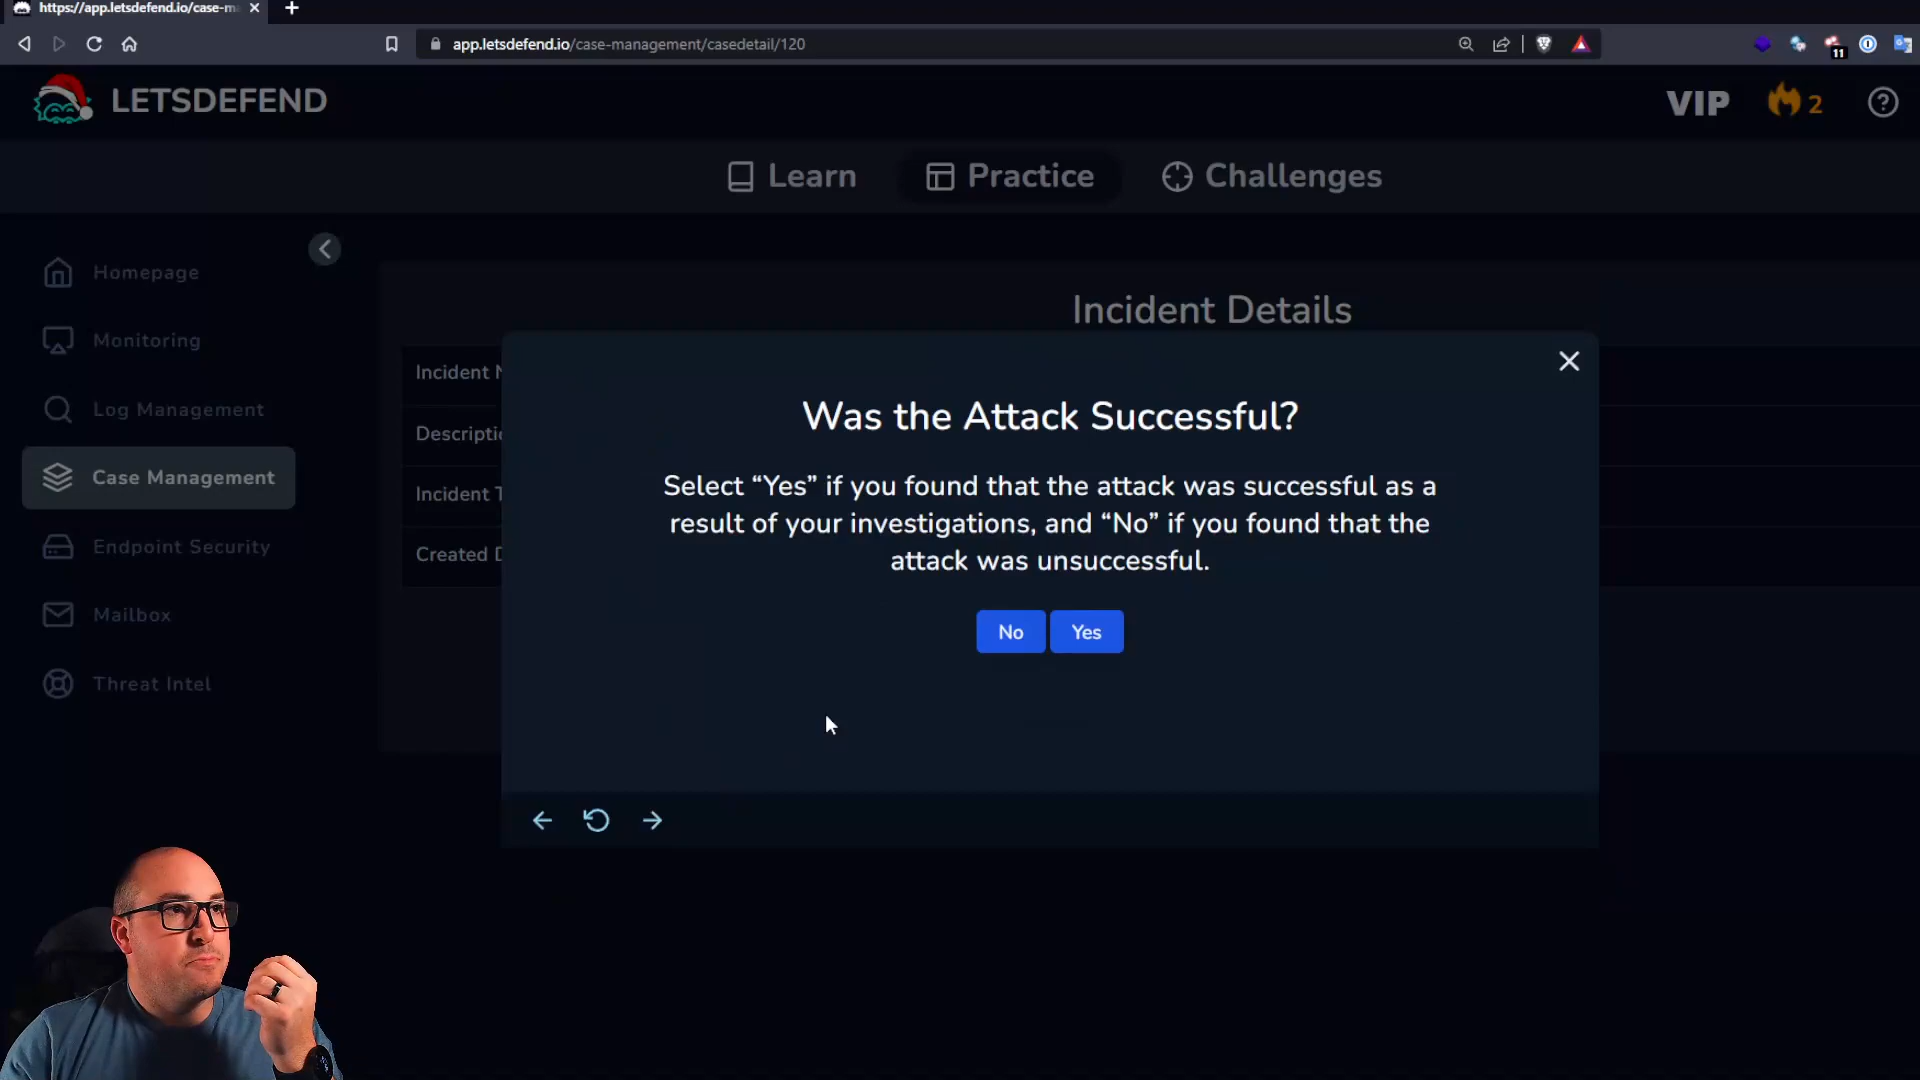 https://app.letsdefend.io/case-m
app.letsdefend.io/case-management/casedetail/120
11
LETSDEFEND
VIP
2
Learn
Practice
Challenges
Homepage
Monitoring
Log Management
Case Management
Endpoint Security
Mailbox
Threat Intel
Incident Details
Incident N
Descriptio
Incident T
Created D
Was the Attack Successful?
Select “Yes” if you found that the attack was successful as a
result of your investigations, and “No” if you found that the
attack was unsuccessful.
No
Yes